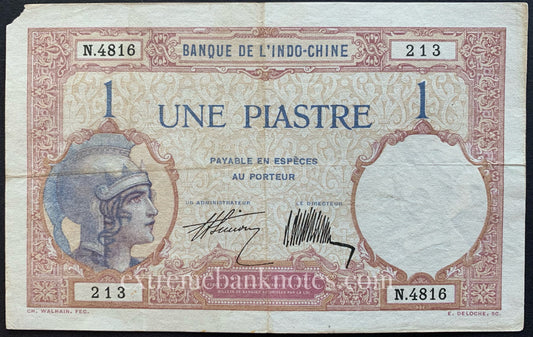 N.4816
BANQUE DE L'INDO-CHINE
213
1
UNE PIASTRE
1
PAYABLE EN ESPÈCES
AU PORTEUR
UN ADMINISTRATEUR
LE DIRECTEUR
xtremebanknotes.com
213
N.4816
CH. WALHAIN, FEC.
E. DELOCHE, SC.